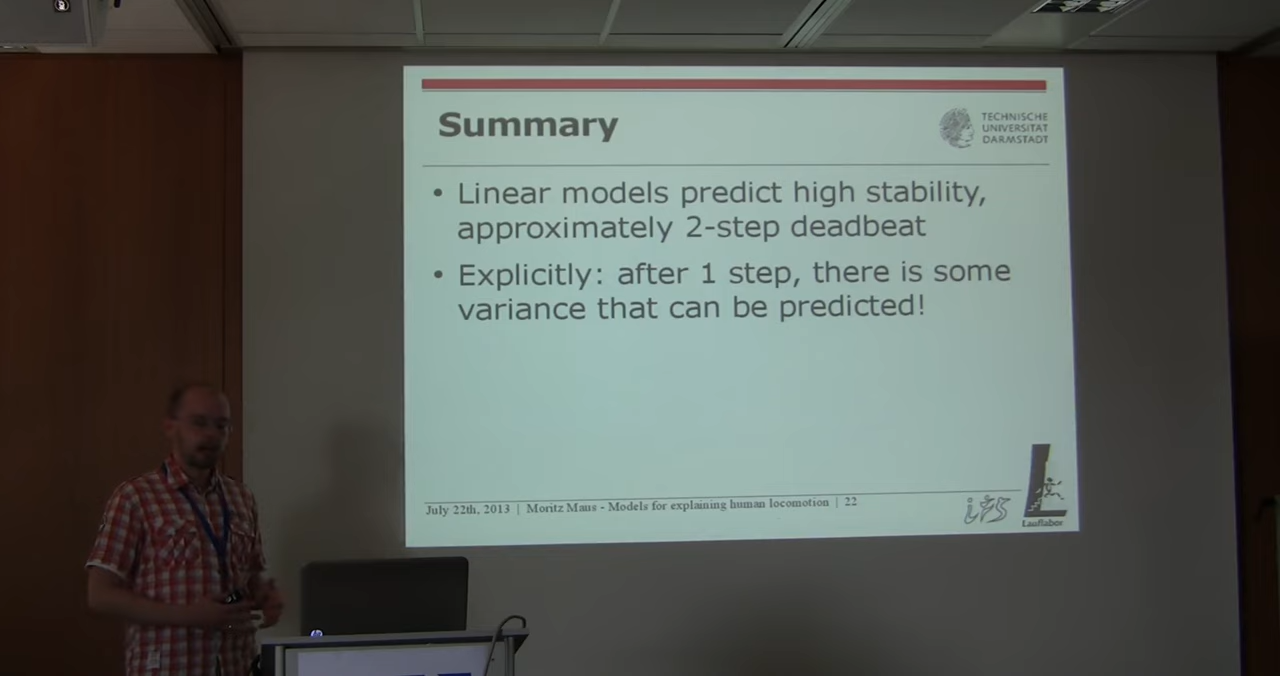 Summary
TECHNISCHE
UNIVERSITÄT
DARMSTADT
• Linear models predict high stability,
approximately 2-step deadbeat
• Explicitly: after 1 step, there is some
variance that can be predicted!
July 22th, 2013 | Moritz Maus - Models for explaining human locomotion | 22
Lauflabor